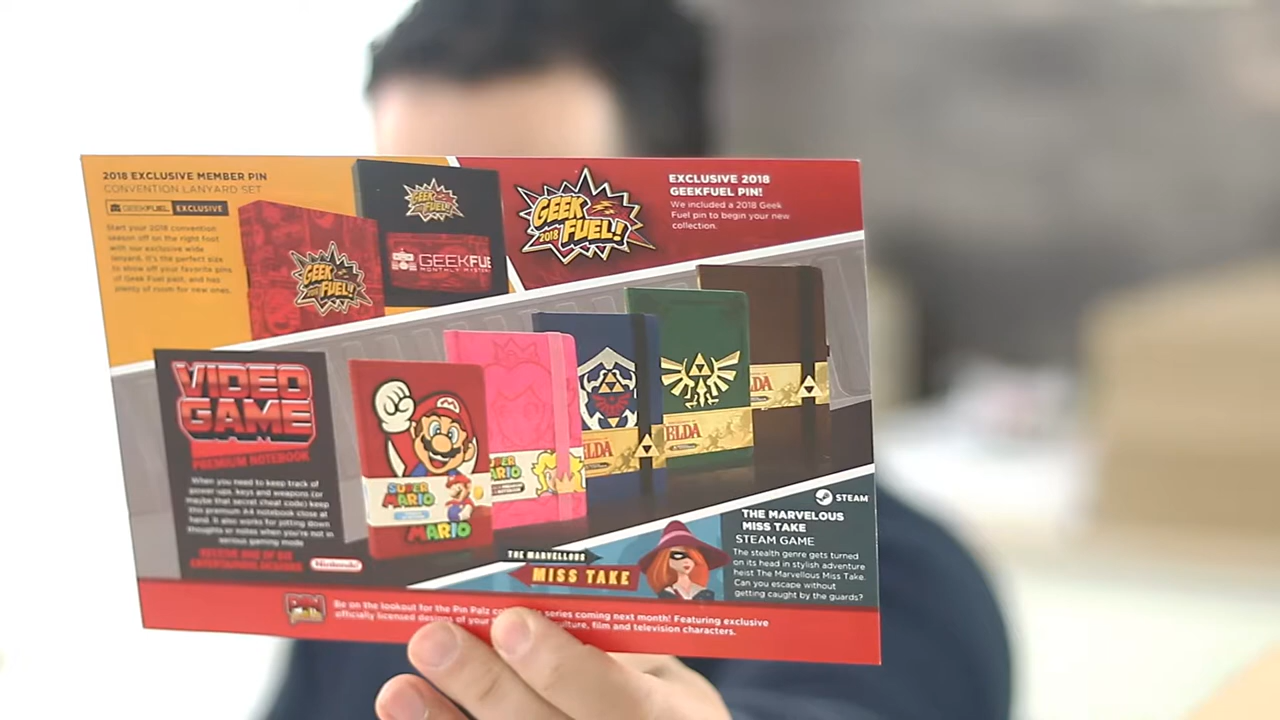 2018 EXCLUSIVE MEMBER PIN
CONVENTION LANYARD SET
GEEKFUEL EXCLUSIVE
Start your 2018 convention
season off on the right foot
with our exclusive wide
lanyard. It's the perfect size
to show off your favorite pins
of Geek Fuel past, and has
plenty of room for new ones.
GEEK
FUEL!
GEEK
FUEL!
GEEKFUE
MONTHLY MYSTE
GEEK
2018 FUEL!
EXCLUSIVE 2018
GEEKFUEL PIN!
We included a 2018 Geek
Fuel pin to begin your new
collection.
VIDEO
GAME
PREMIUM NOTEBOOK
When you need to keep track of
power ups, keys and weapons (or
maybe that secret cheat code) keep
this premium A4 notebook close at
hand. It also works for jotting down
thoughts or notes when you're not in
serious gaming mode
RECEIVE ONE OF SIX
Nintendo
SUPER
MARIO
MARIO
SUPER
MARIO
ELDA
ELDA
DA
THE MARVELLOUS
MISS TAKE
STEAM
THE MARVELOUS
MISS TAKE
STEAM GAME
The stealth genre gets turned
on its head in stylish adventure
heist The Marvellous Miss Take.
Can you escape without
getting caught by the guards?
PIN
Be on the lookout for the Pin Palz series coming next month! Featuring exclusive
officially licensed designs of your film and television characters.